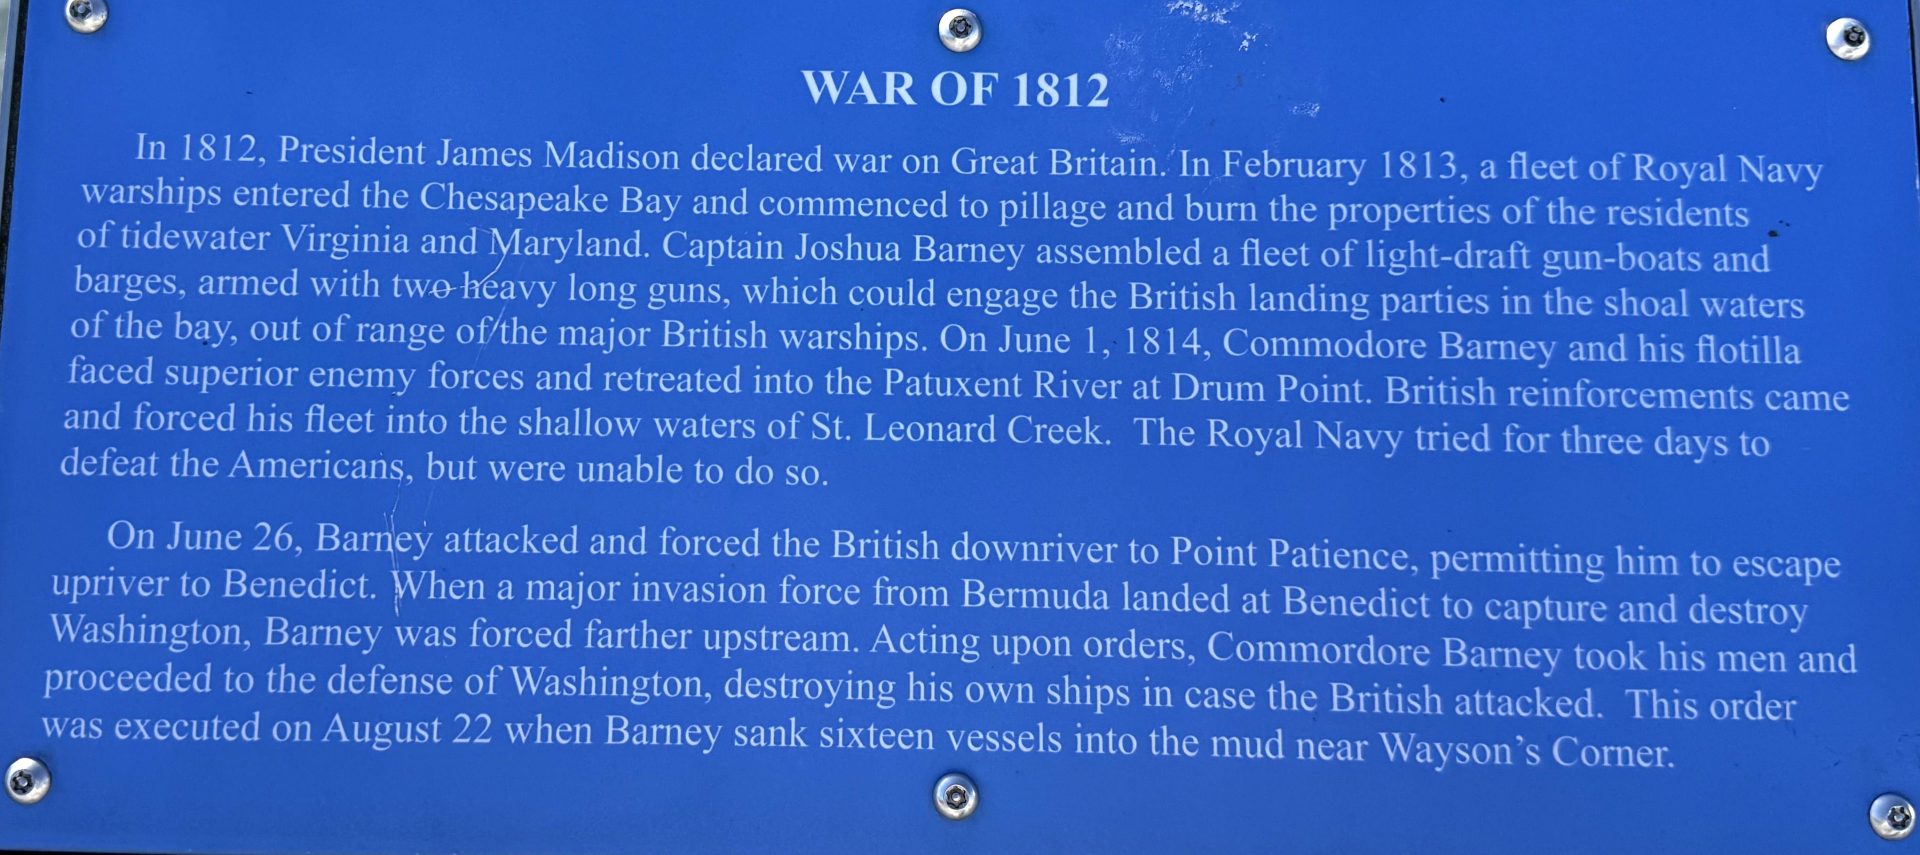 WAR OF 1812
In 1812, President James Madison declared war on Great Britain. In February 1813, a fleet of Royal Navy
warships entered the Chesapeake Bay and commenced to pillage and burn the properties of the residents
of tidewater Virginia and Maryland. Captain Joshua Barney assembled a fleet of light-draft gun-boats and
barges, armed with two heavy long guns, which could engage the British landing parties in the shoal waters
of the bay, out of range of the major British warships. On June 1, 1814, Commodore Barney and his flotilla
faced superior enemy forces and retreated into the Patuxent River at Drum Point. British reinforcements came
and forced his fleet into the shallow waters of St. Leonard Creek.  The Royal Navy tried for three days to
defeat the Americans, but were unable to do so.
On June 26, Barney attacked and forced the British downriver to Point Patience, permitting him to escape
upriver to Benedict. When a major invasion force from Bermuda landed at Benedict to capture and destroy
Washington, Barney was forced farther upstream. Acting upon orders, Commordore Barney took his men and
proceeded to the defense of Washington, destroying his own ships in case the British attacked.  This order
was executed on August 22 when Barney sank sixteen vessels into the mud near Wayson’s Corner.